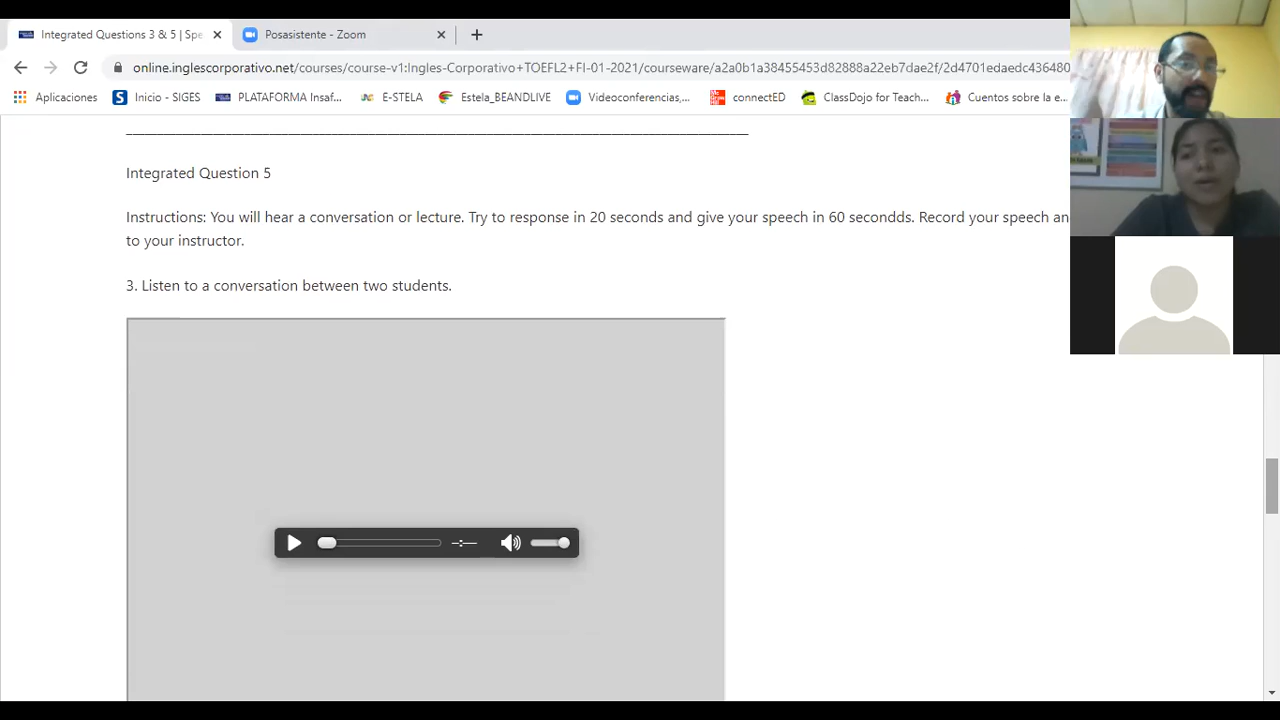 Integrated Questions 3 & 5 | Spe
Posasistente - Zoom
online.inglescorporativo.net/courses/course-v1:Ingles-Corporativo+TOEFL2+FI-01-2021/courseware/a2a0b1a38455453d82888a22eb7dae2f/2d4701edaedc436480
Aplicaciones
Inicio - SIGES
PLATAFORMA Insaf...
E-STELA
Estela_BEANDLIVE
Videoconferencias,...
connectED
ClassDojo for Teach...
Cuentos sobre la e...
Integrated Question 5
Instructions: You will hear a conversation or lecture. Try to response in 20 seconds and give your speech in 60 secondds. Record your speech an
to your instructor.
3. Listen to a conversation between two students.
--:--